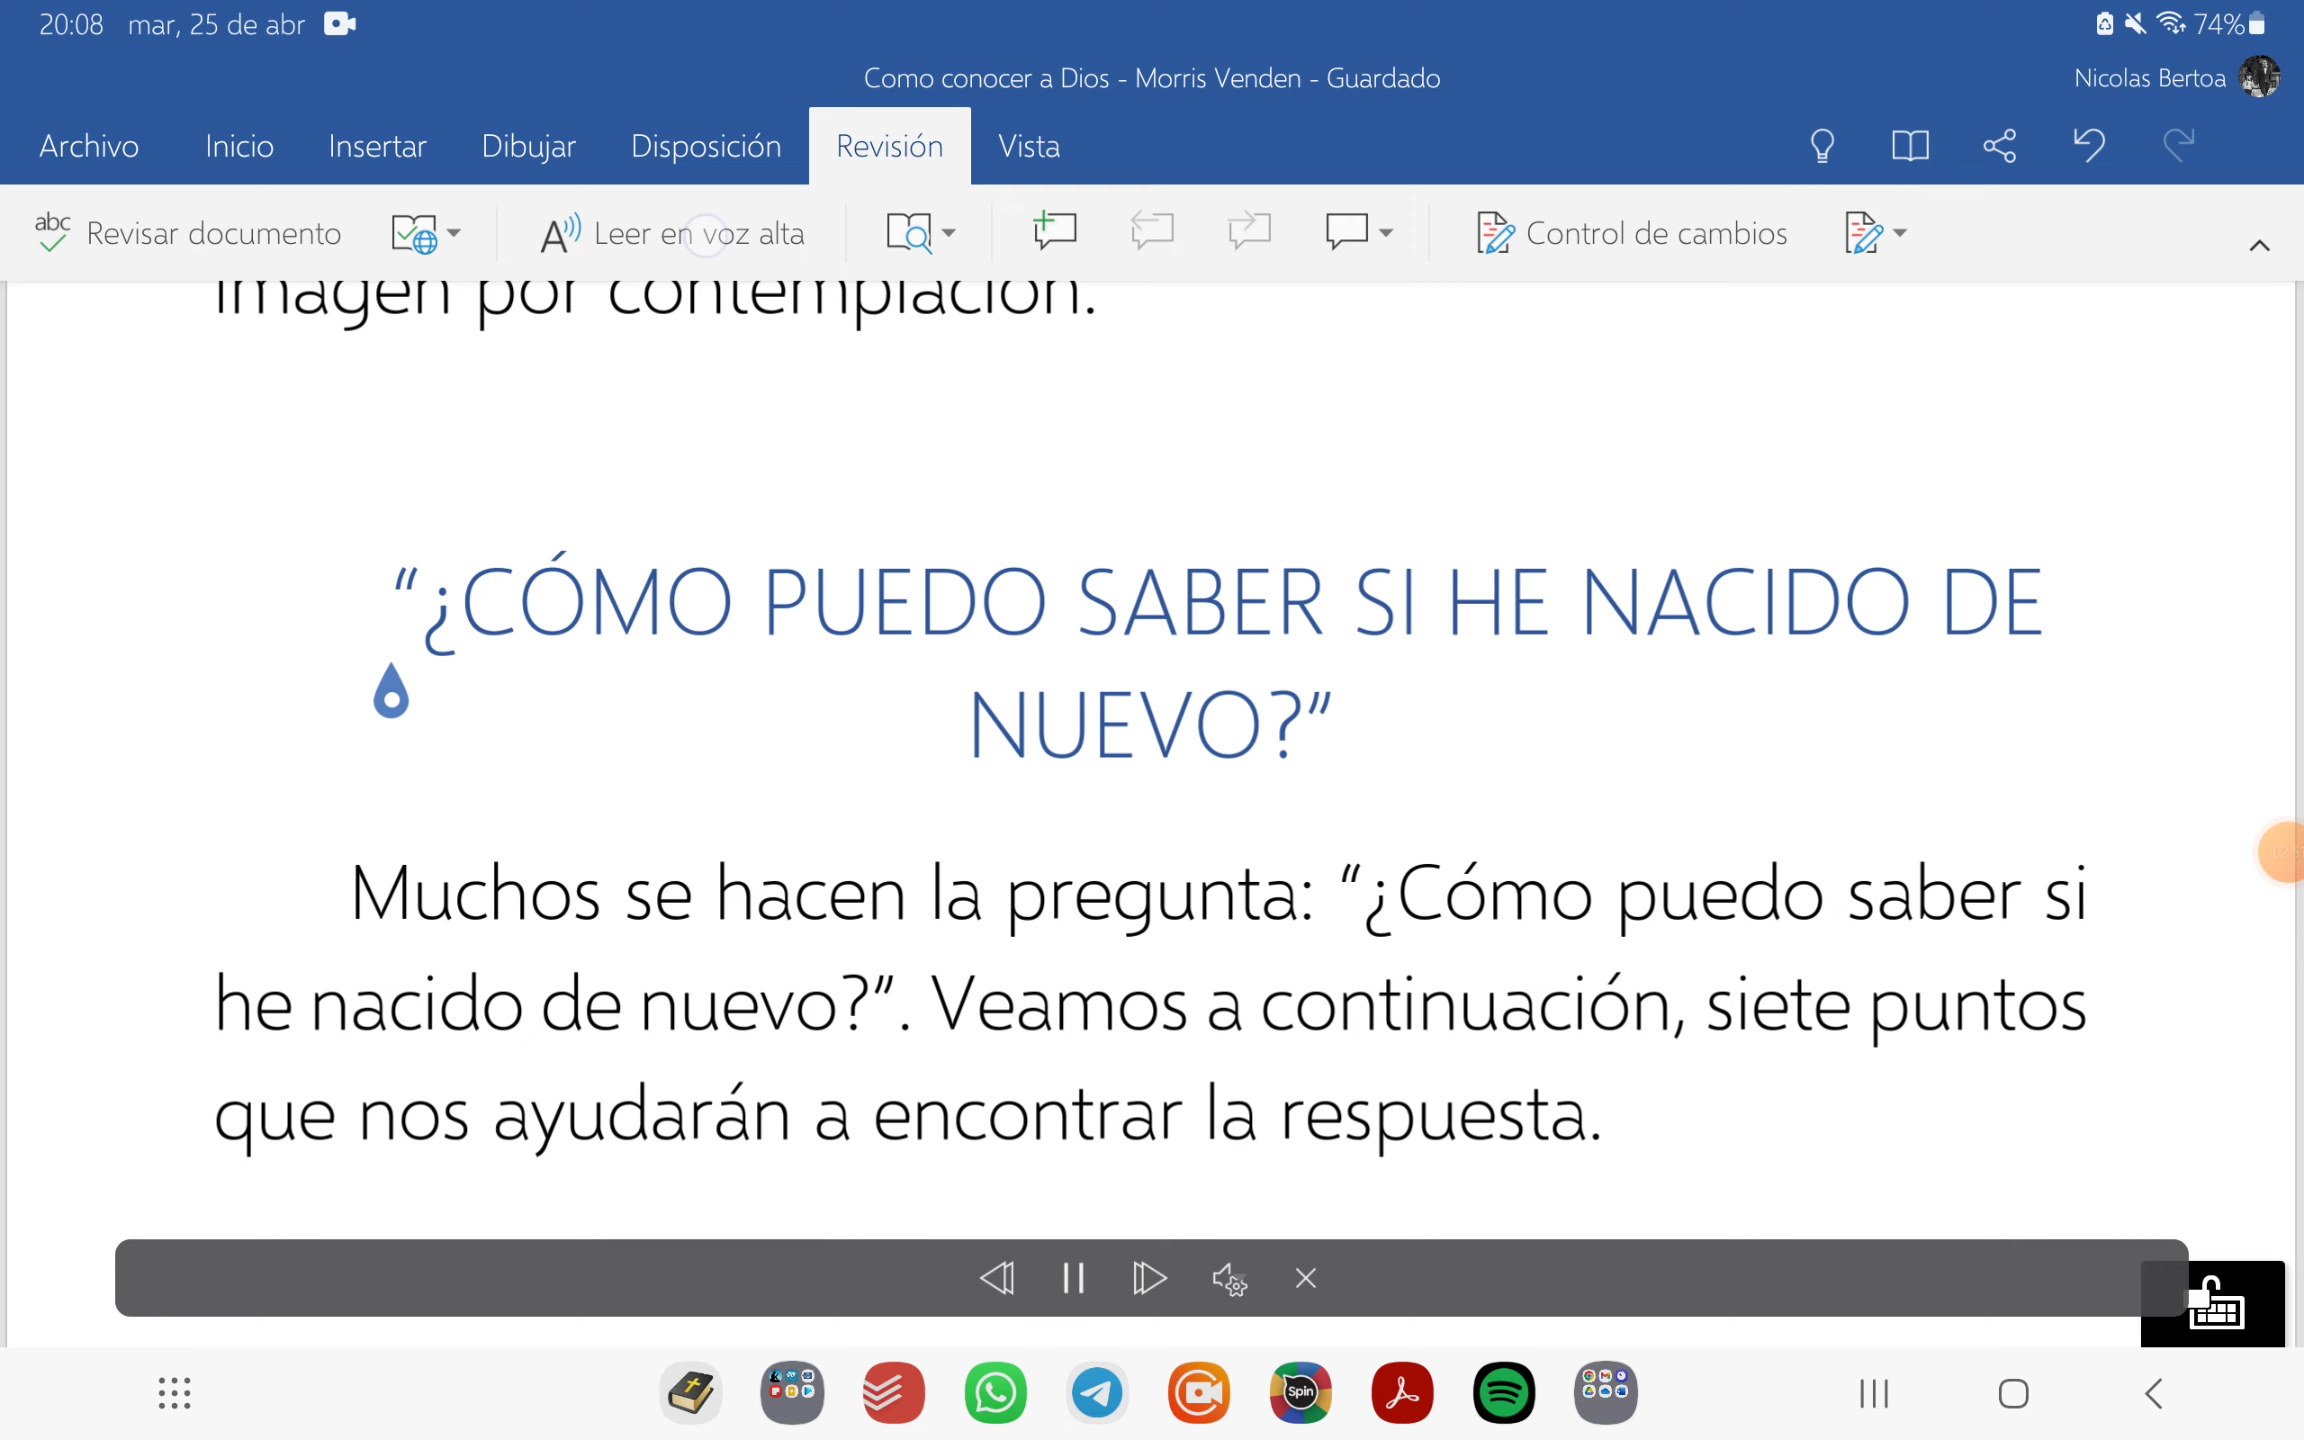 20:08 mar, 25 de abr
74%
Como conocer a Dios - Morris Venden - Guardado
Nicolas Bertoa
Archivo Inicio Insertar Dibujar Disposición Revisión Vista
abc Revisar documento A Leer en voz alta Control de cambios
imagen por contemplación.
“¿CÓMO PUEDO SABER SI HE NACIDO DE
NUEVO?”
Muchos se hacen la pregunta: “¿Cómo puedo saber si
he nacido de nuevo?”. Veamos a continuación, siete puntos
que nos ayudarán a encontrar la respuesta.
Spin